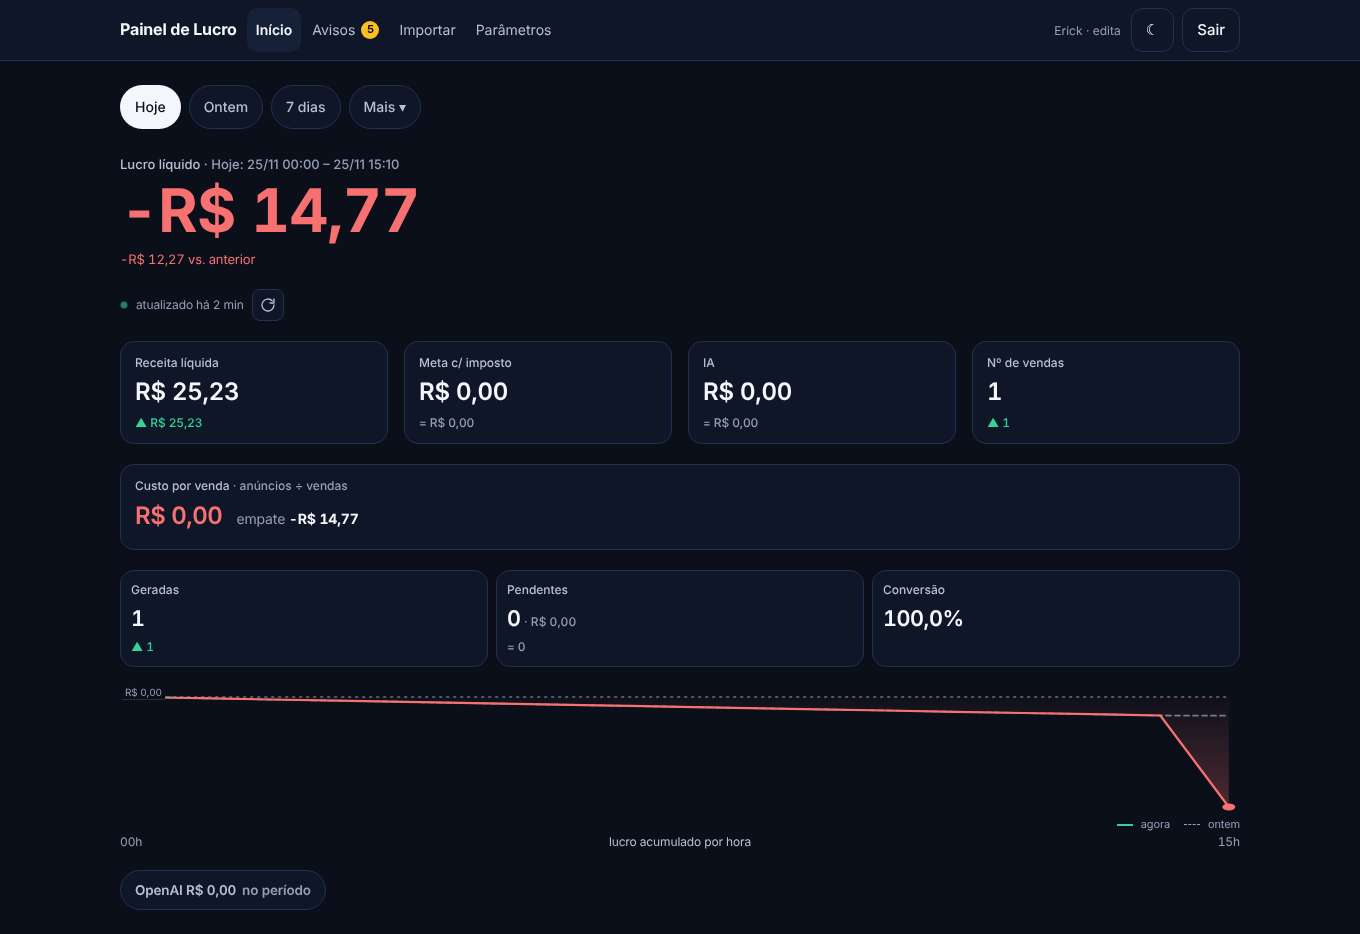 Painel de Lucro Início Avisos 5 Importar Parâmetros Erick · edita ☾ Sair
Hoje Ontem 7 dias Mais ▾
Lucro líquido · Hoje: 25/11 00:00 – 25/11 15:10
-R$ 14,77
-R$ 12,27 vs. anterior
atualizado há 2 min
Receita líquida
R$ 25,23
▲ R$ 25,23
Meta c/ imposto
R$ 0,00
= R$ 0,00
IA
R$ 0,00
= R$ 0,00
Nº de vendas
1
▲ 1
Custo por venda · anúncios ÷ vendas
R$ 0,00 empate -R$ 14,77
Geradas
1
▲ 1
Pendentes
0 · R$ 0,00
= 0
Conversão
100,0%
R$ 0,00
agora ontem
00h lucro acumulado por hora 15h
OpenAI R$ 0,00 no período